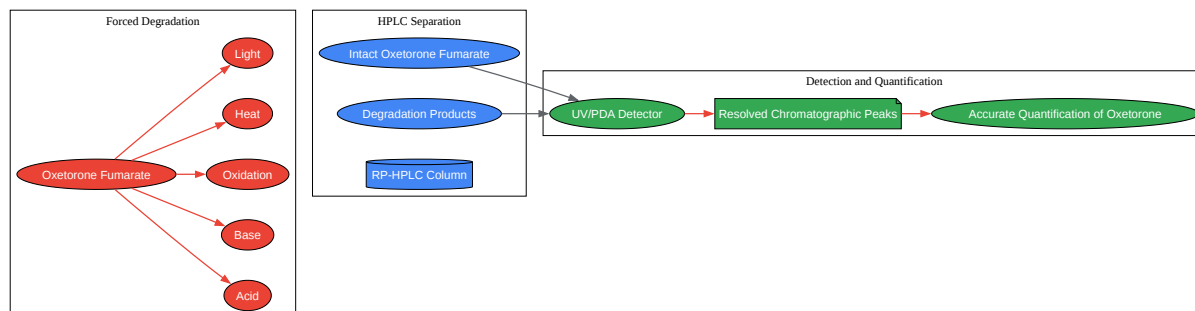 Forced Degradation
Light
Heat
Oxetorone Fumarate
Oxidation
Base
Acid
HPLC Separation
Intact Oxetorone Fumarate
Degradation Products
RP-HPLC Column
Detection and Quantification
UV/PDA Detector
Resolved Chromatographic Peaks
Accurate Quantification of Oxetorone